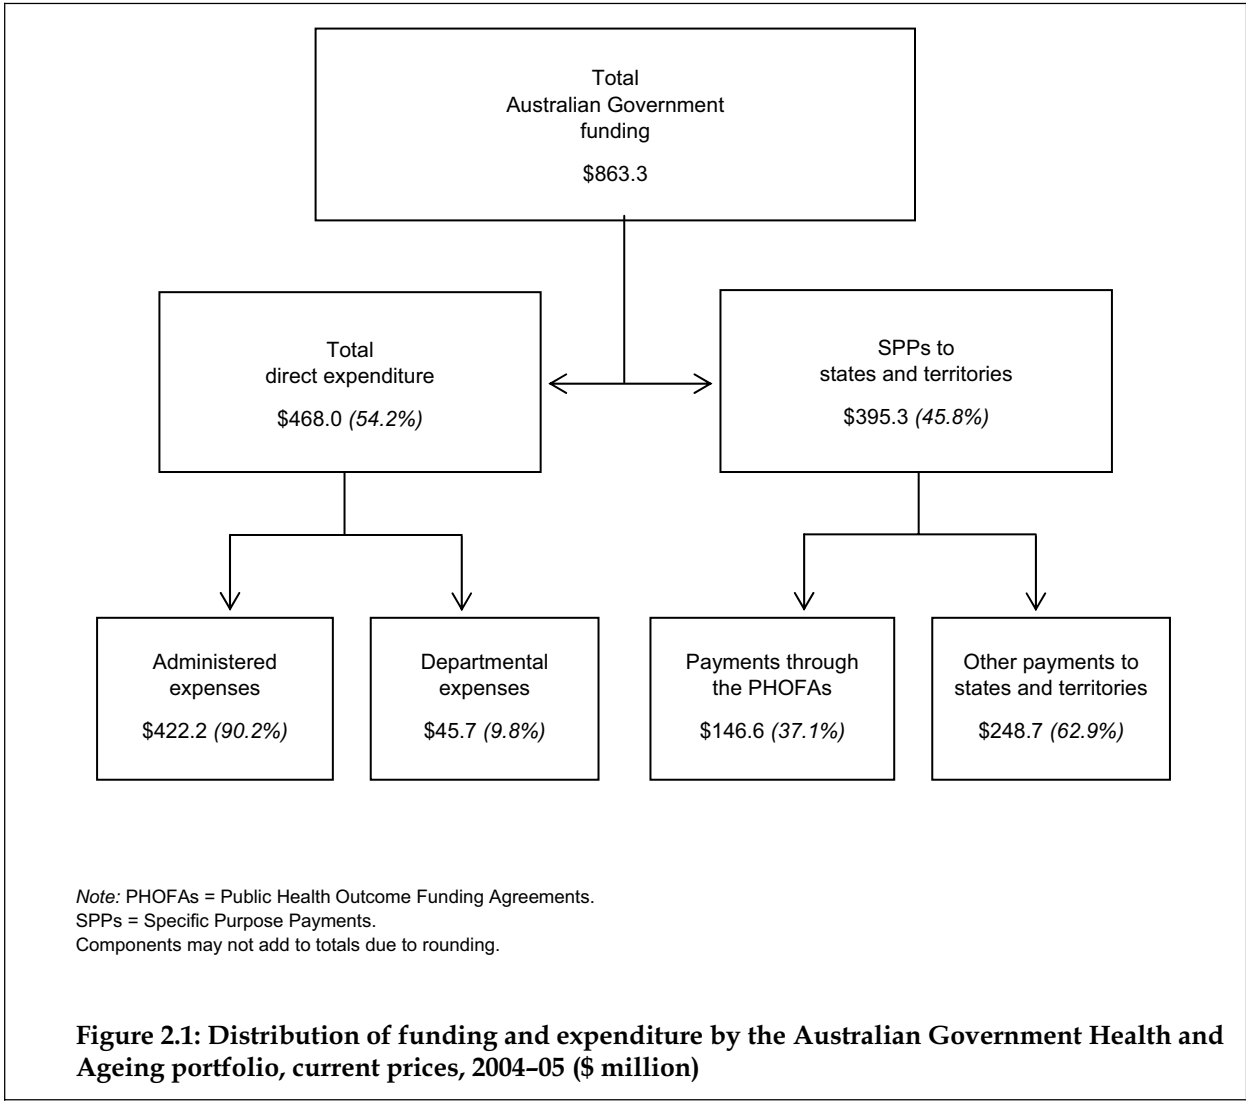 Total
Australian Government
funding
$863.3
Total
direct expenditure
$468.0 (54.2%)
SPPs to
states and territories
$395.3 (45.8%)
Administered
expenses
$422.2 (90.2%)
Departmental
expenses
$45.7 (9.8%)
Payments through
the PHOFAs
$146.6 (37.1%)
Other payments to
states and territories
$248.7 (62.9%)
Note: PHOFAs = Public Health Outcome Funding Agreements.
SPPs = Specific Purpose Payments.
Components may not add to totals due to rounding.
Figure 2.1: Distribution of funding and expenditure by the Australian Government Health and
Ageing portfolio, current prices, 2004–05 ($ million)